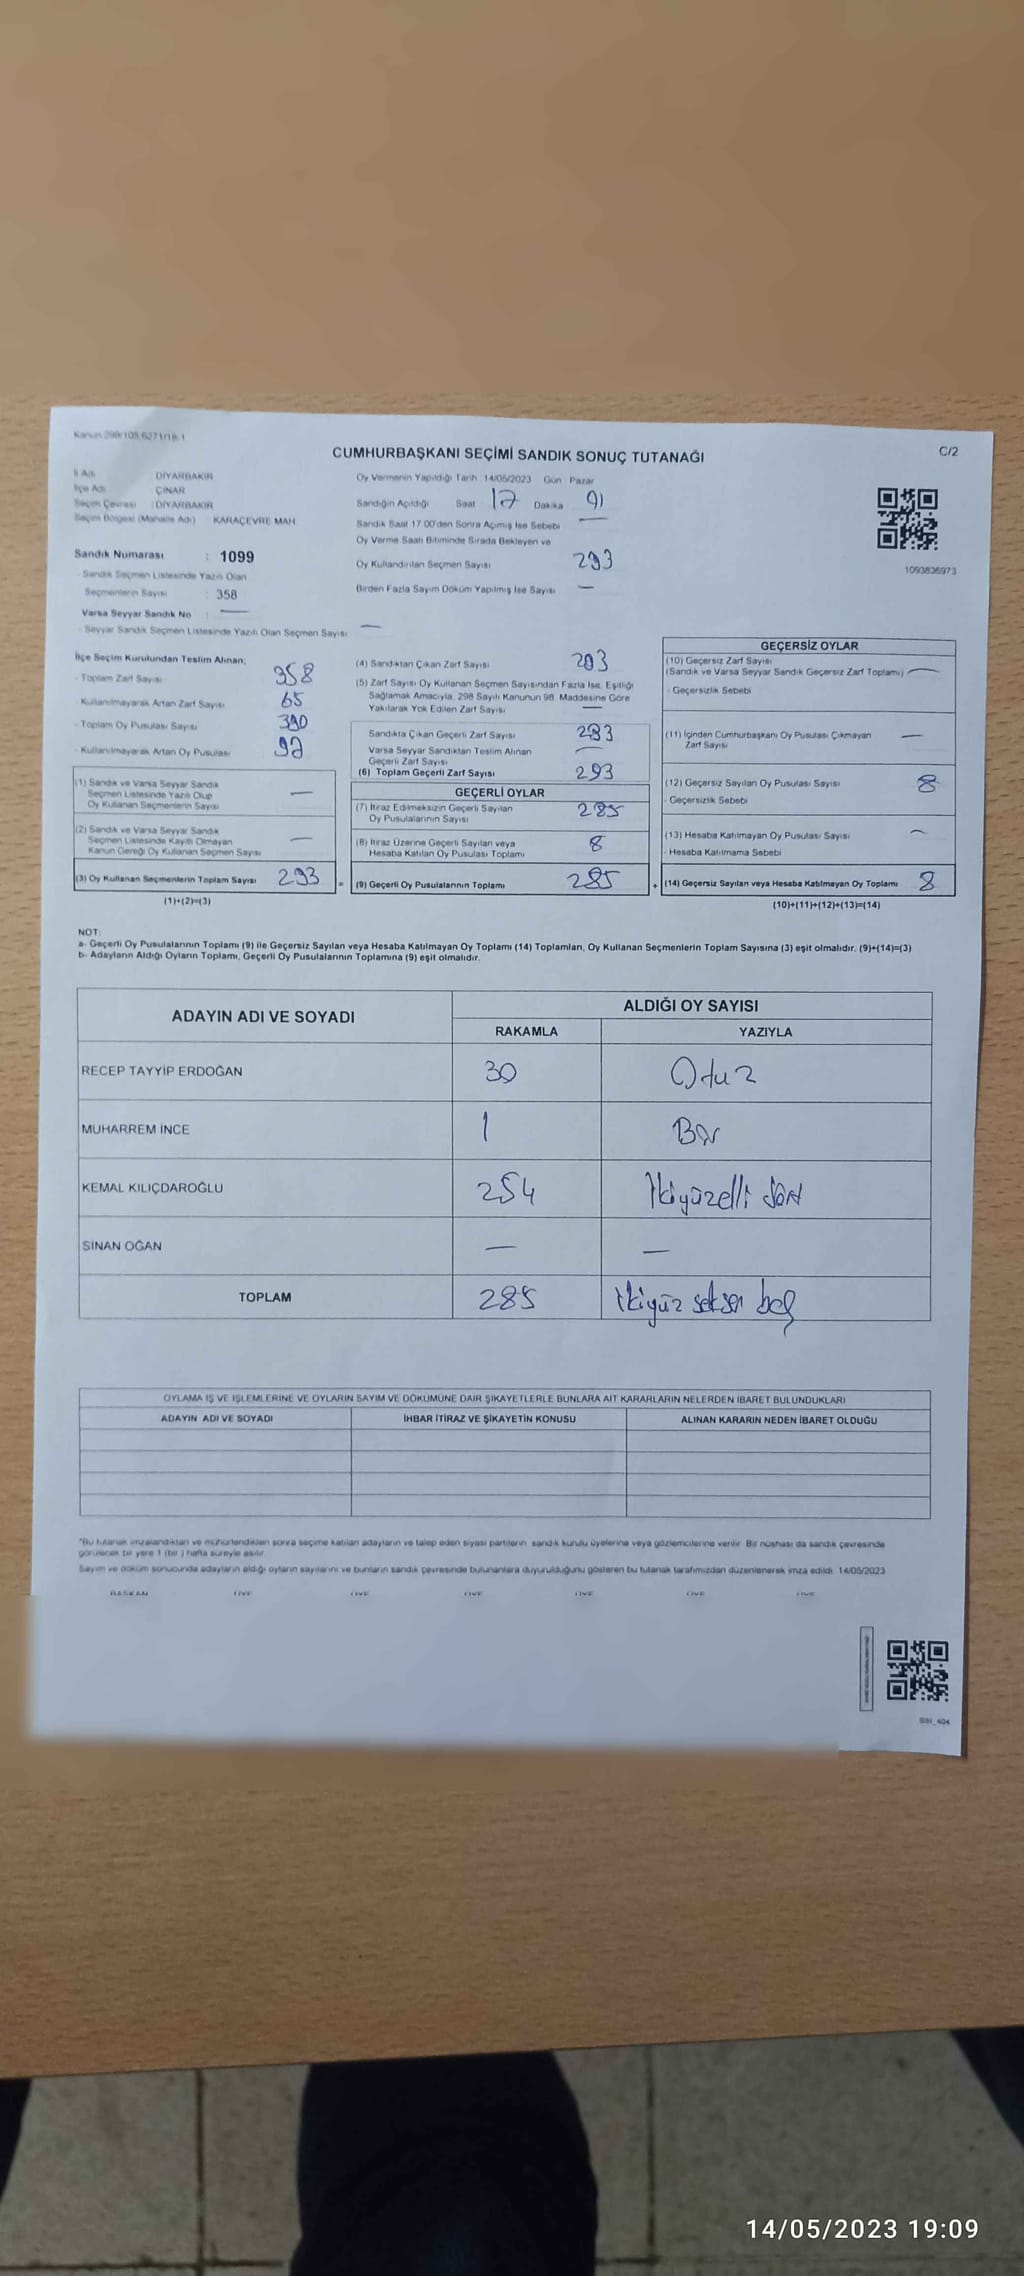 Kanun 298/105,6271/18.1
C/2
CUMHURBAŞKANI SEÇİMİ SANDIK SONUÇ TUTANAĞI
İl Adı DİYARBAKIR
İlçe Adı ÇINAR
Seçim Çevresi : DİYARBAKIR
Seçim Bölgesi (Mahalle Adı) KARAÇEVRE MAH.
Sandık Numarası : 1099
- Sandık Seçmen Listesinde Yazılı Olan
Seçmenlerin Sayısı : 358
Varsa Seyyar Sandık No : —
- Seyyar Sandık Seçmen Listesinde Yazılı Olan Seçmen Sayısı —
Oy Vermenin Yapıldığı Tarih 14/05/2023 Gün Pazar
Sandığın Açıldığı Saat 17 Dakika
Sandık Saat 17 00'den Sonra Açılmış İse Sebebi —
Oy Verme Saati Bitiminde Sırada Bekleyen ve
Oy Kullandırılan Seçmen Sayısı 293
Birden Fazla Sayım Döküm Yapılmış İse Sayısı —
1093836973
İlçe Seçim Kurulundan Teslim Alınan;
- Toplam Zarf Sayısı 358
- Kullanılmayarak Artan Zarf Sayısı 65
- Toplam Oy Pusulası Sayısı 390
- Kullanılmayarak Artan Oy Pusulası 97
(1) Sandık ve Varsa Seyyar Sandık
Seçmen Listesinde Yazılı Olup
Oy Kullanan Seçmenlerin Sayısı —
(2) Sandık ve Varsa Seyyar Sandık
Seçmen Listesinde Kayıtlı Olmayan
Kanun Gereği Oy Kullanan Seçmen Sayısı —
(3) Oy Kullanan Seçmenlerin Toplam Sayısı 293 =
(1)+(2)=(3)
(4) Sandıktan Çıkan Zarf Sayısı 293
(5) Zarf Sayısı Oy Kullanan Seçmen Sayısından Fazla İse, Eşitliği
Sağlamak Amacıyla, 298 Sayılı Kanunun 98. Maddesine Göre
Yakılarak Yok Edilen Zarf Sayısı —
Sandıkta Çıkan Geçerli Zarf Sayısı 293
Varsa Seyyar Sandıktan Teslim Alınan
Geçerli Zarf Sayısı —
(6) Toplam Geçerli Zarf Sayısı 293
GEÇERLİ OYLAR
(7) İtiraz Edilmeksizin Geçerli Sayılan
Oy Pusulalarının Sayısı 285
(8) İtiraz Üzerine Geçerli Sayılan veya
Hesaba Katılan Oy Pusulası Toplamı 8
(9) Geçerli Oy Pusulalarının Toplamı 285 +
GEÇERSİZ OYLAR
(10) Geçersiz Zarf Sayısı
(Sandık ve Varsa Seyyar Sandık Geçersiz Zarf Toplamı) —
- Geçersizlik Sebebi
(11) İçinden Cumhurbaşkanı Oy Pusulası Çıkmayan
Zarf Sayısı —
(12) Geçersiz Sayılan Oy Pusulası Sayısı 8
- Geçersizlik Sebebi
(13) Hesaba Katılmayan Oy Pusulası Sayısı —
- Hesaba Katılmama Sebebi
(14) Geçersiz Sayılan veya Hesaba Katılmayan Oy Toplamı 8
(10)+(11)+(12)+(13)=(14)
NOT:
a- Geçerli Oy Pusulalarının Toplamı (9) ile Geçersiz Sayılan veya Hesaba Katılmayan Oy Toplamı (14) Toplamları, Oy Kullanan Seçmenlerin Toplam Sayısına (3) eşit olmalıdır. (9)+(14)=(3)
b- Adayların Aldığı Oyların Toplamı, Geçerli Oy Pusulalarının Toplamına (9) eşit olmalıdır.
ADAYIN ADI VE SOYADI
ALDIĞI OY SAYISI
RAKAMLA YAZIYLA
RECEP TAYYİP ERDOĞAN 30 Otuz
MUHARREM İNCE 1 Bir
KEMAL KILIÇDAROĞLU 254 İkiyüzelli dört
SİNAN OĞAN — —
TOPLAM 285 İkiyüz seksen beş
OYLAMA İŞ VE İŞLEMLERİNE VE OYLARIN SAYIM VE DÖKÜMÜNE DAİR ŞİKAYETLERLE BUNLARA AİT KARARLARIN NELERDEN İBARET BULUNDUKLARI
ADAYIN ADI VE SOYADI İHBAR İTİRAZ VE ŞİKAYETİN KONUSU ALINAN KARARIN NEDEN İBARET OLDUĞU
*Bu tutanak imzalandıktan ve mühürlendikten sonra seçime katılan adayların ve talep eden siyasi partilerin sandık kurulu üyelerine veya gözlemcilerine verilir. Bir nüshası da sandık çevresinde
görülecek bir yere 1 (bir ) hafta süreyle asılır
Sayım ve döküm sonucunda adayların aldığı oyların sayılarını ve bunların sandık çevresinde bulunanlara duyurulduğunu gösteren bu tutanak tarafımızdan düzenlenerek imza edildi. 14/05/2023
BAŞKAN ÜYE ÜYE ÜYE ÜYE ÜYE
SSI_404
14/05/2023 19:09